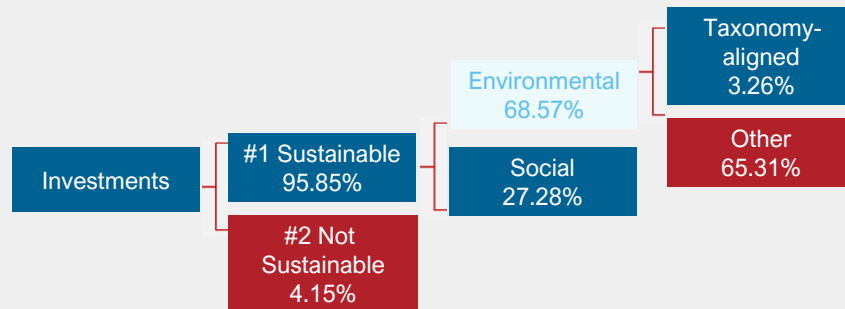 Investments
#1 Sustainable
95.85%
#2 Not
Sustainable
4.15%
Environmental
68.57%
Social
27.28%
Taxonomy-
aligned
3.26%
Other
65.31%